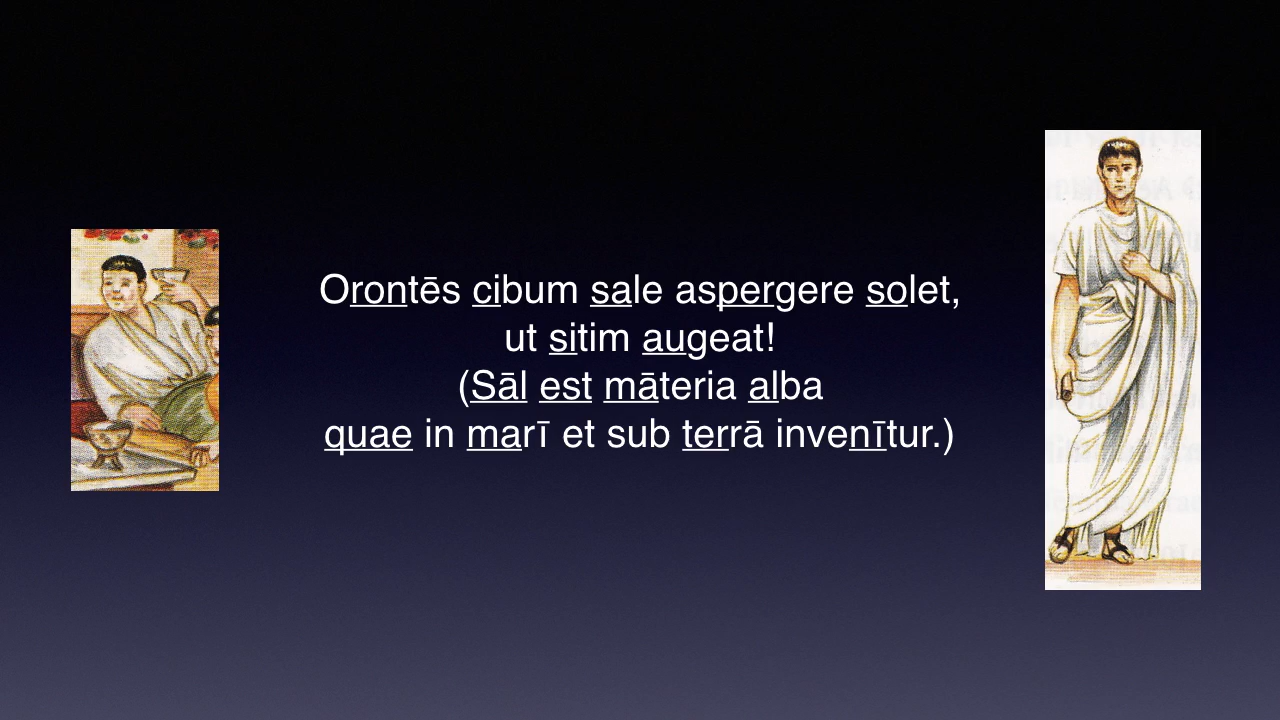 Orontēs cibum sale aspergere solet,
ut sitim augeat!
(Sāl est māteria alba
quae in marī et sub terrā invenītur.)